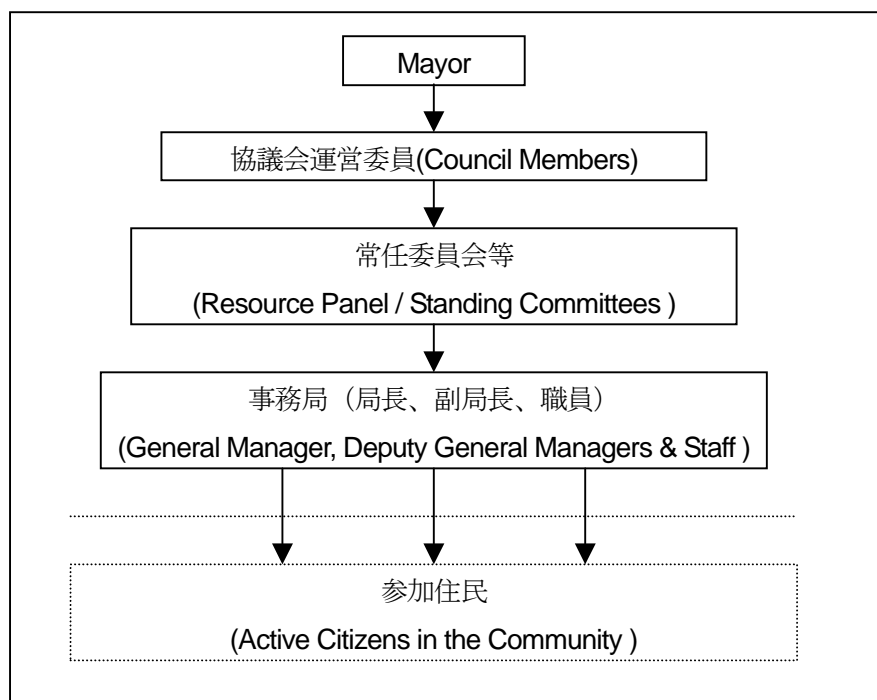 Mayor
協議会運営委員(Council Members)
常任委員会等
(Resource Panel / Standing Committees )
事務局（局長、副局長、職員）
(General Manager, Deputy General Managers & Staff )
参加住民
(Active Citizens in the Community )